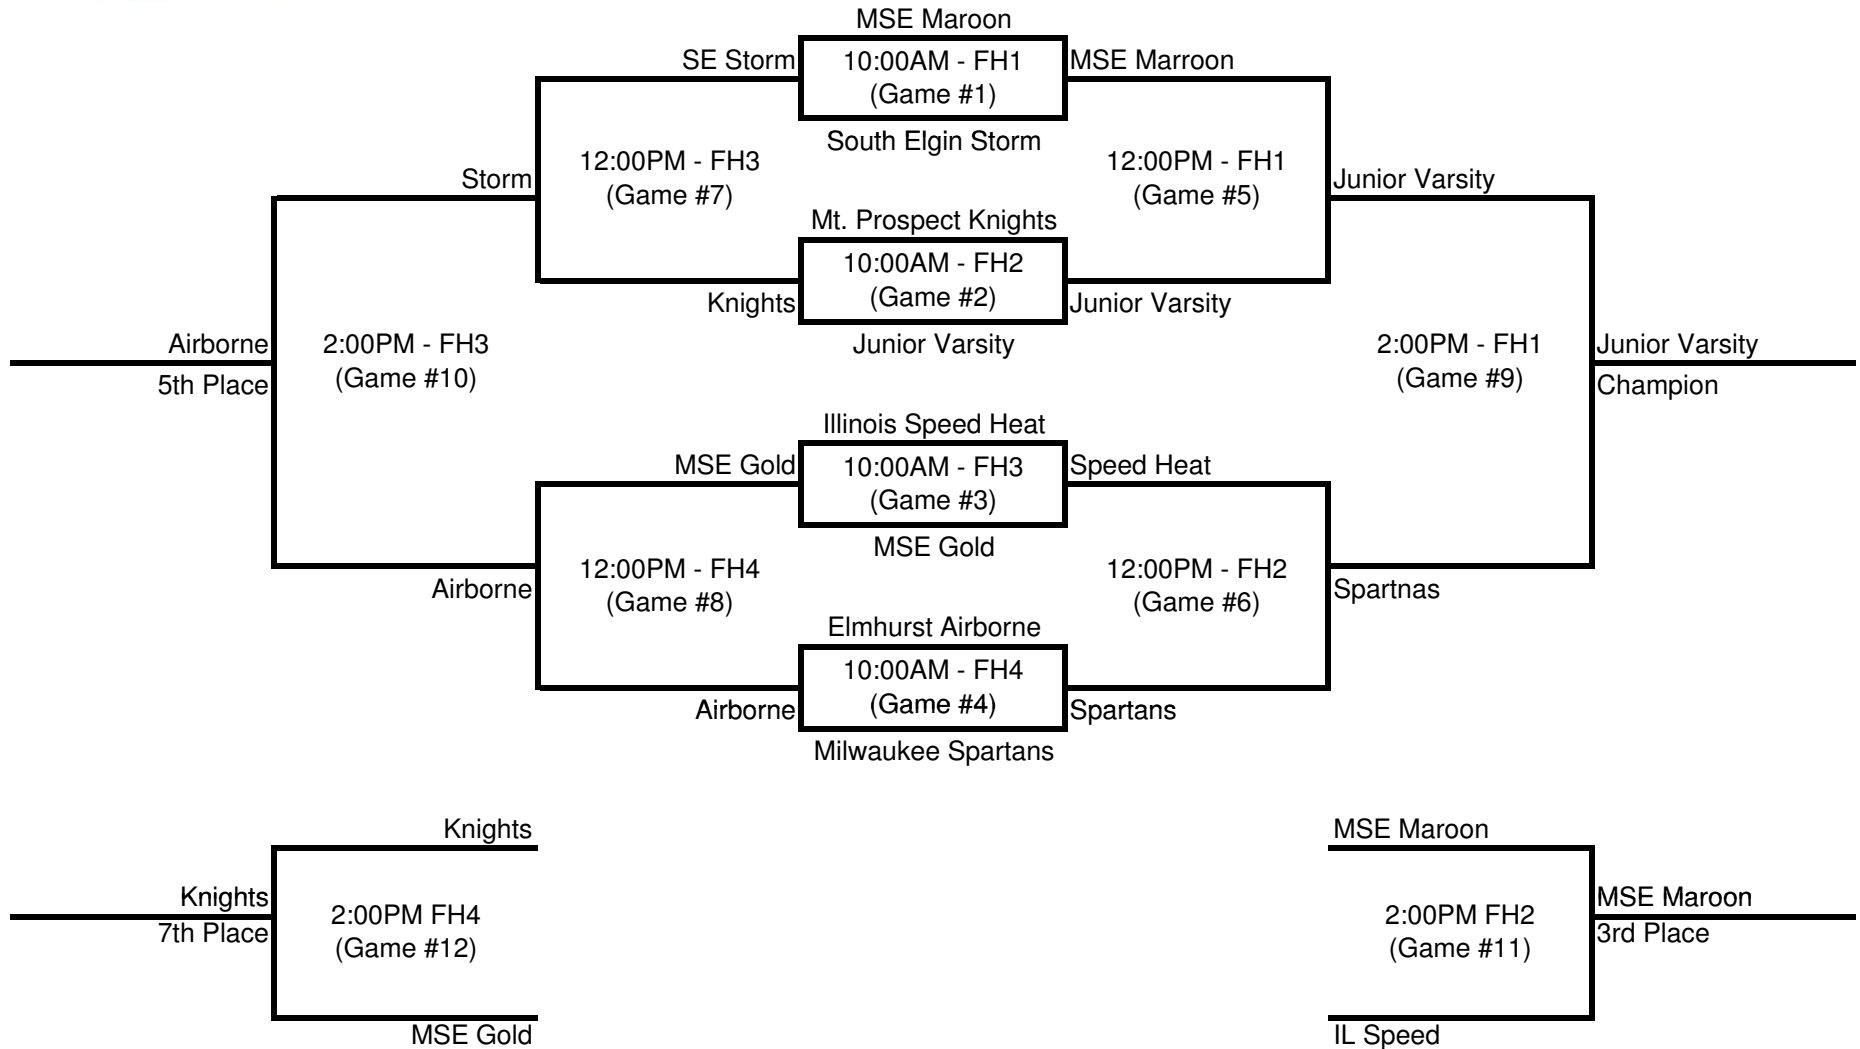 MSE Maroon
SE Storm
10:00AM - FH1
(Game #1)
MSE Marroon
South Elgin Storm
12:00PM - FH3
(Game #7)
12:00PM - FH1
(Game #5)
Storm
Junior Varsity
Mt. Prospect Knights
10:00AM - FH2
(Game #2)
Knights
Junior Varsity
Junior Varsity
Airborne
5th Place
2:00PM - FH3
(Game #10)
2:00PM - FH1
(Game #9)
Junior Varsity
Champion
Illinois Speed Heat
MSE Gold
10:00AM - FH3
(Game #3)
Speed Heat
MSE Gold
12:00PM - FH4
(Game #8)
12:00PM - FH2
(Game #6)
Airborne
Spartnas
Elmhurst Airborne
10:00AM - FH4
(Game #4)
Airborne
Spartans
Milwaukee Spartans
Knights
MSE Maroon
Knights
7th Place
2:00PM FH4
(Game #12)
2:00PM FH2
(Game #11)
MSE Maroon
3rd Place
MSE Gold
IL Speed